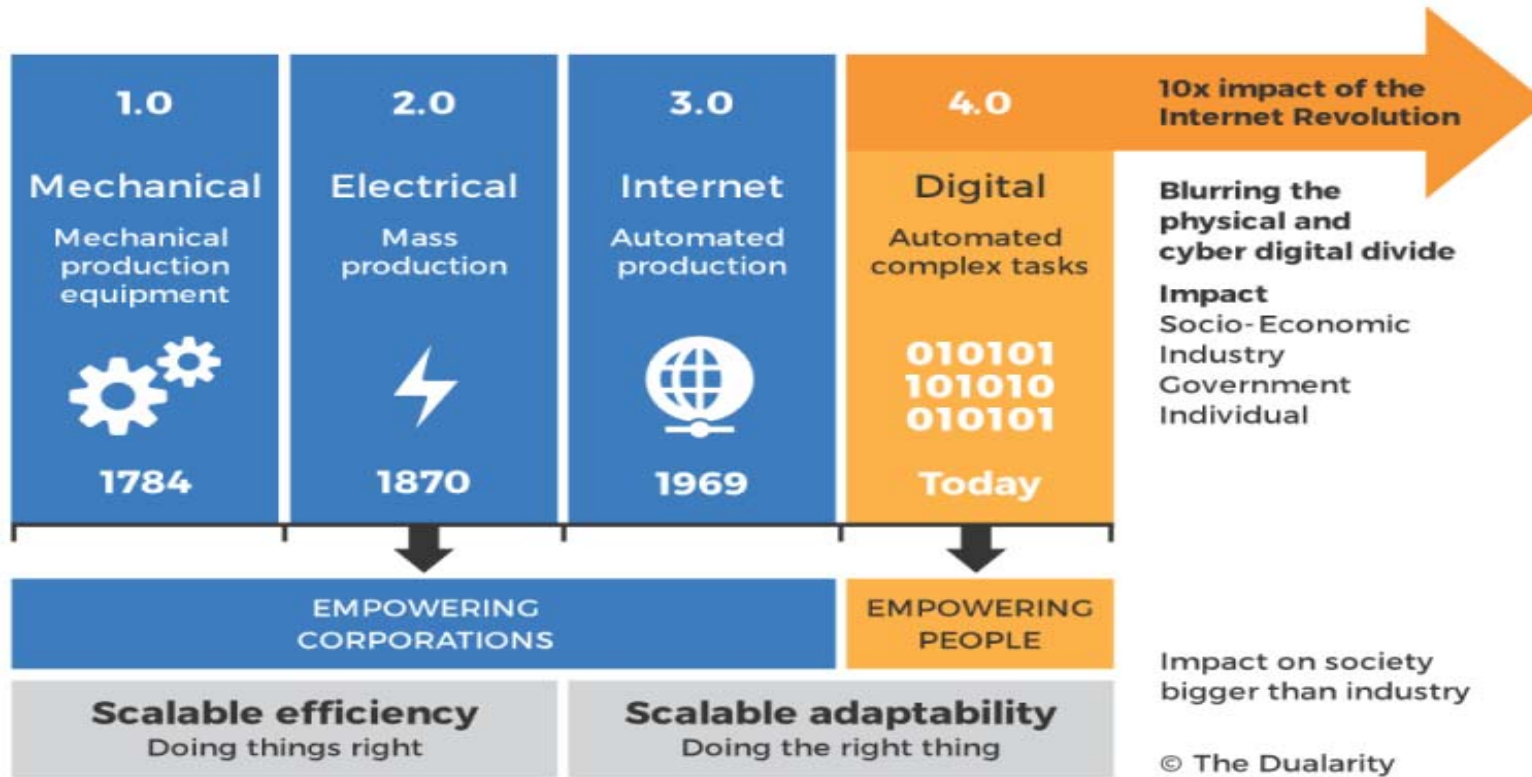 1.0
Mechanical
Mechanical
production
equipment
1784
2.0
Electrical
Mass
production
1870
3.0
Internet
Automated
production
1969
4.0
Digital
Automated
complex tasks
010101
101010
010101
Today
10x impact of the
Internet Revolution
Blurring the
physical and
cyber digital divide
Impact
Socio-Economic
Industry
Government
Individual
EMPOWERING
CORPORATIONS
EMPOWERING
PEOPLE
Scalable efficiency
Doing things right
Scalable adaptability
Doing the right thing
Impact on society
bigger than industry
© The Dualarity